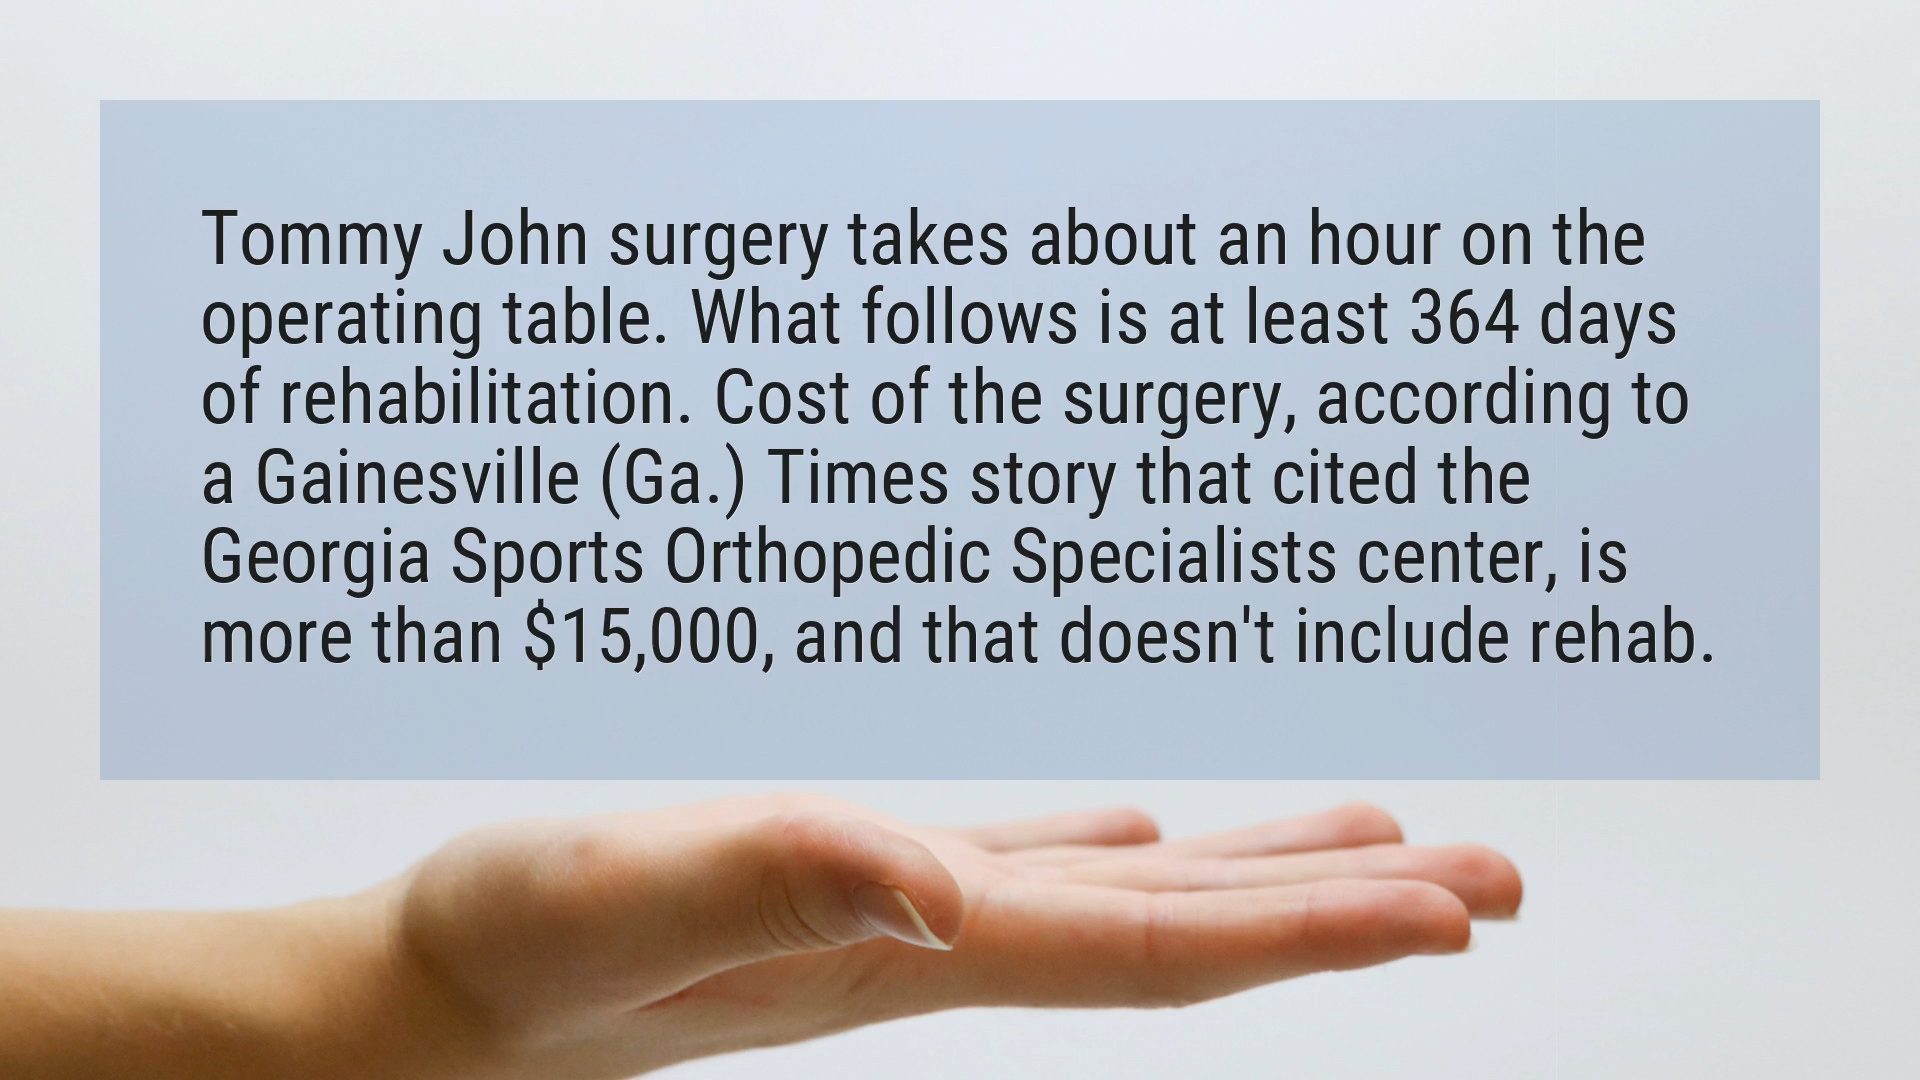 Tommy John surgery takes about an hour on the
operating table. What follows is at least 364 days
of rehabilitation. Cost of the surgery, according to
a Gainesville (Ga.) Times story that cited the
Georgia Sports Orthopedic Specialists center, is
more than $15,000, and that doesn't include rehab.